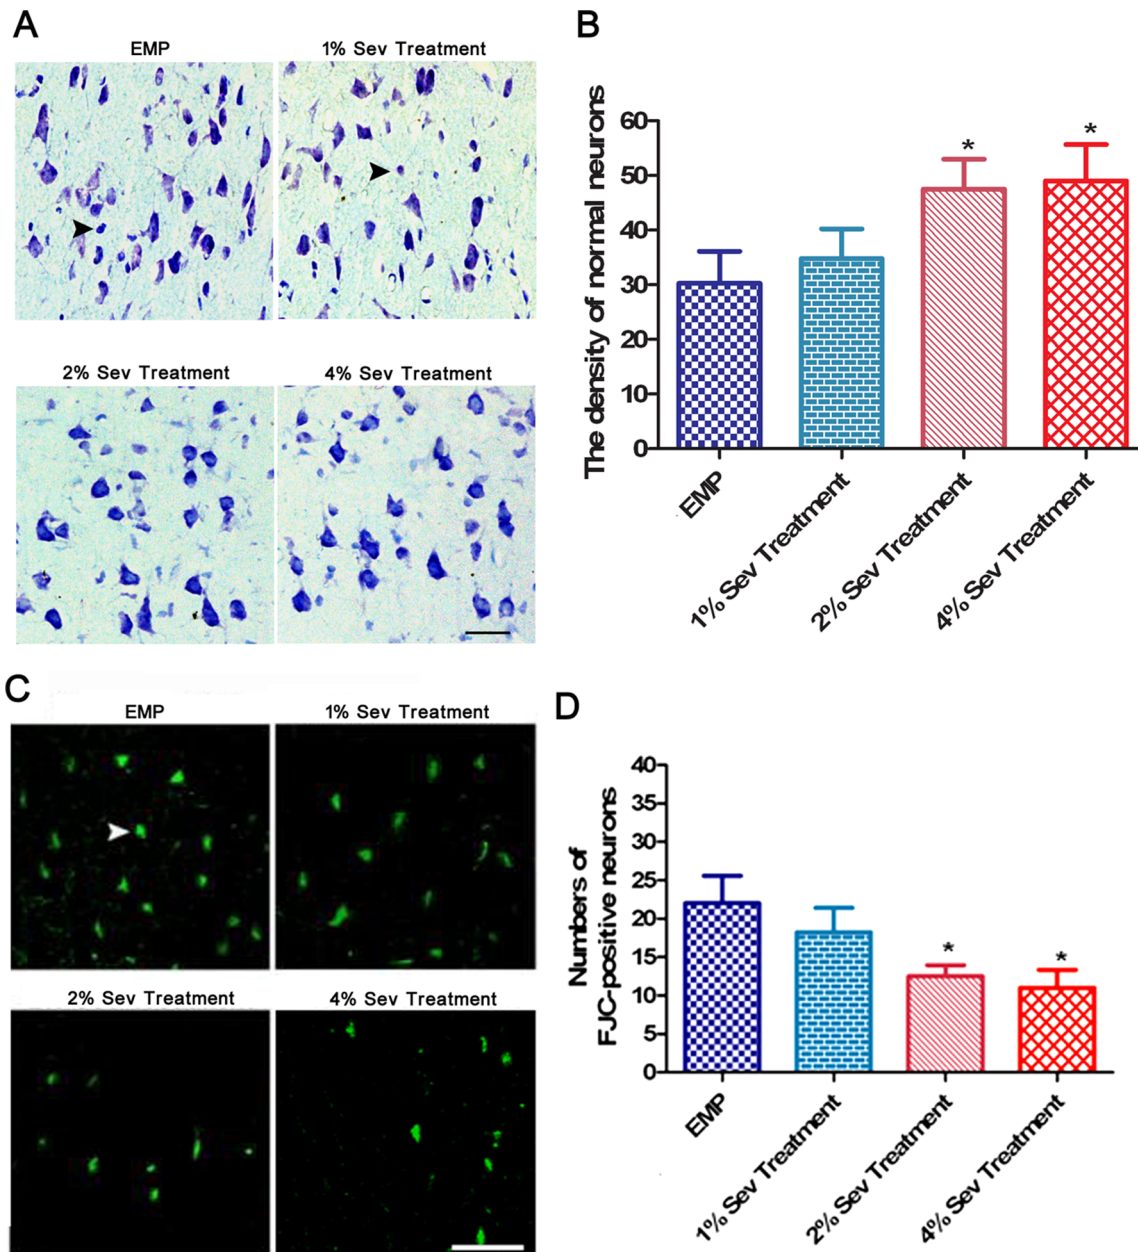 A
EMP
1% Sev Treatment
2% Sev Treatment
4% Sev Treatment
B
The density of normal neurons
60
50
40
30
20
10
0
*
*
EMP
1% Sev Treatment
2% Sev Treatment
4% Sev Treatment
C
EMP
1% Sev Treatment
2% Sev Treatment
4% Sev Treatment
D
Numbers of
FJC-positive neurons
40
35
30
25
20
15
10
5
0
*
*
EMP
1% Sev Treatment
2% Sev Treatment
4% Sev Treatment